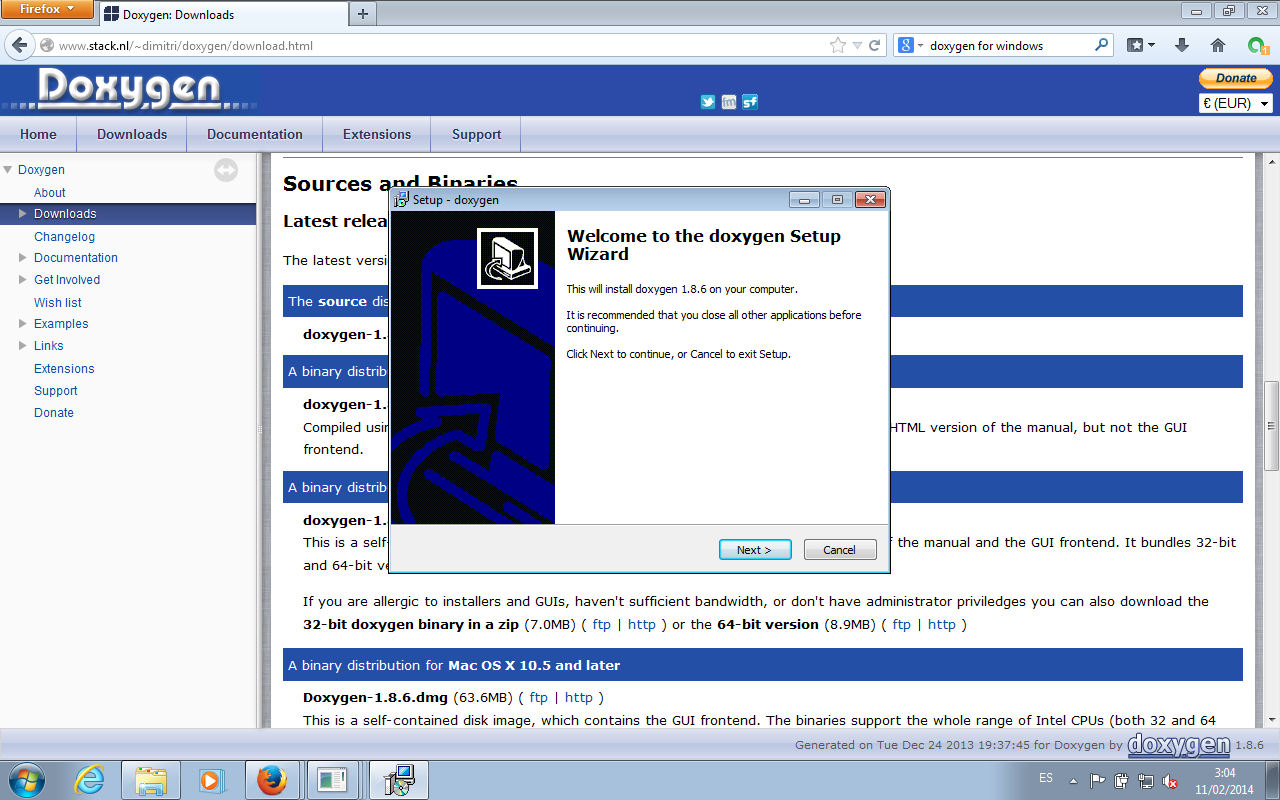 Firefox
Doxygen: Downloads
www.stack.nl/~dimitri/doxygen/download.html
doxygen for windows
Doxygen
Donate
€ (EUR)
Home
Downloads
Documentation
Extensions
Support
Doxygen
About
Downloads
Changelog
Documentation
Get Involved
Wish list
Examples
Links
Extensions
Support
Donate
Sources and Binaries
Latest relea
The latest versi
The source dis
doxygen-1.
A binary distrib
doxygen-1.
Compiled usin
HTML version of the manual, but not the GUI
frontend.
A binary distrib
doxygen-1.
This is a self-
f the manual and the GUI frontend. It bundles 32-bit
and 64-bit ve
If you are allergic to installers and GUIs, haven't sufficient bandwidth, or don't have administrator priviledges you can also download the
32-bit doxygen binary in a zip (7.0MB) ( ftp | http ) or the 64-bit version (8.9MB) ( ftp | http )
A binary distribution for Mac OS X 10.5 and later
Doxygen-1.8.6.dmg (63.6MB) ( ftp | http )
This is a self-contained disk image, which contains the GUI frontend. The binaries support the whole range of Intel CPUs (both 32 and 64
Setup - doxygen
Welcome to the doxygen Setup
Wizard
This will install doxygen 1.8.6 on your computer.
It is recommended that you close all other applications before
continuing.
Click Next to continue, or Cancel to exit Setup.
Next >
Cancel
Generated on Tue Dec 24 2013 19:37:45 for Doxygen by doxygen 1.8.6
ES
3:04
11/02/2014